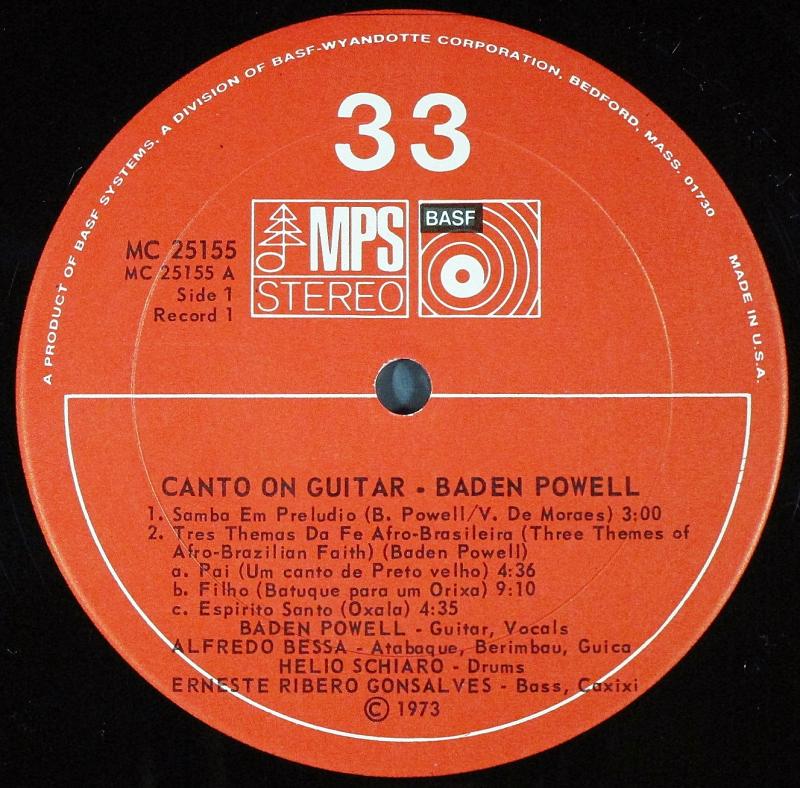 A PRODUCT OF BASF SYSTEMS, A DIVISION OF BASF-WYANDOTTE CORPORATION, BEDFORD, MASS. 01730
MADE IN U.S.A.
33
MC 25155
MC 25155 A
Side 1
Record 1
MPS
STEREO
BASF
CANTO ON GUITAR - BADEN POWELL
1. Samba Em Preludio (B. Powell/V. De Moraes) 3:00
2. Tres Themas Da Fe Afro-Brasileira (Three Themes of
Afro-Brazilian Faith) (Baden Powell)
a. Pai (Um canto de Preto velho) 4:36
b. Filho (Batuque para um Orixa) 9:10
c. Espirito Santo (Oxala) 4:35
BADEN POWELL - Guitar, Vocals
ALFREDO BESSA - Atabaque, Berimbau, Guica
HELIO SCHIARO - Drums
ERNESTE RIBERO GONSALVES - Bass, Caxixi
© 1973